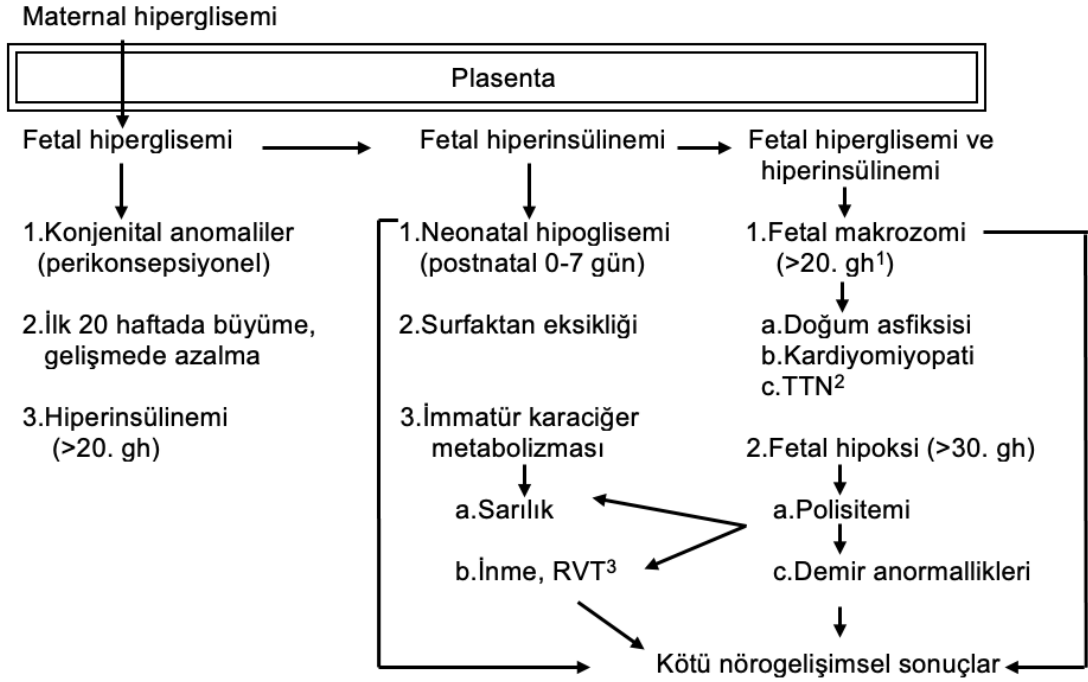 Maternal hiperglisemi
Plasenta
Fetal hiperglisemi
1.Konjenital anomaliler
(perikonsepsiyonel)
2.İlk 20 haftada büyüme,
gelişmede azalma
3.Hiperinsülinemi
(>20. gh)
Fetal hiperinsülinemi
1.Neonatal hipoglisemi
(postnatal 0-7 gün)
2.Surfaktan eksikliği
3.İmmatür karaciğer
metabolizması
a.Sarılık
b.İnme, RVT³
Fetal hiperglisemi ve
hiperinsülinemi
1.Fetal makrozomi
(>20. gh¹)
a.Doğum asfiksisi
b.Kardiyomiyopati
c.TTN²
2.Fetal hipoksi (>30. gh)
a.Polisitemi
c.Demir anormallikleri
Kötü nörogelişimsel sonuçlar